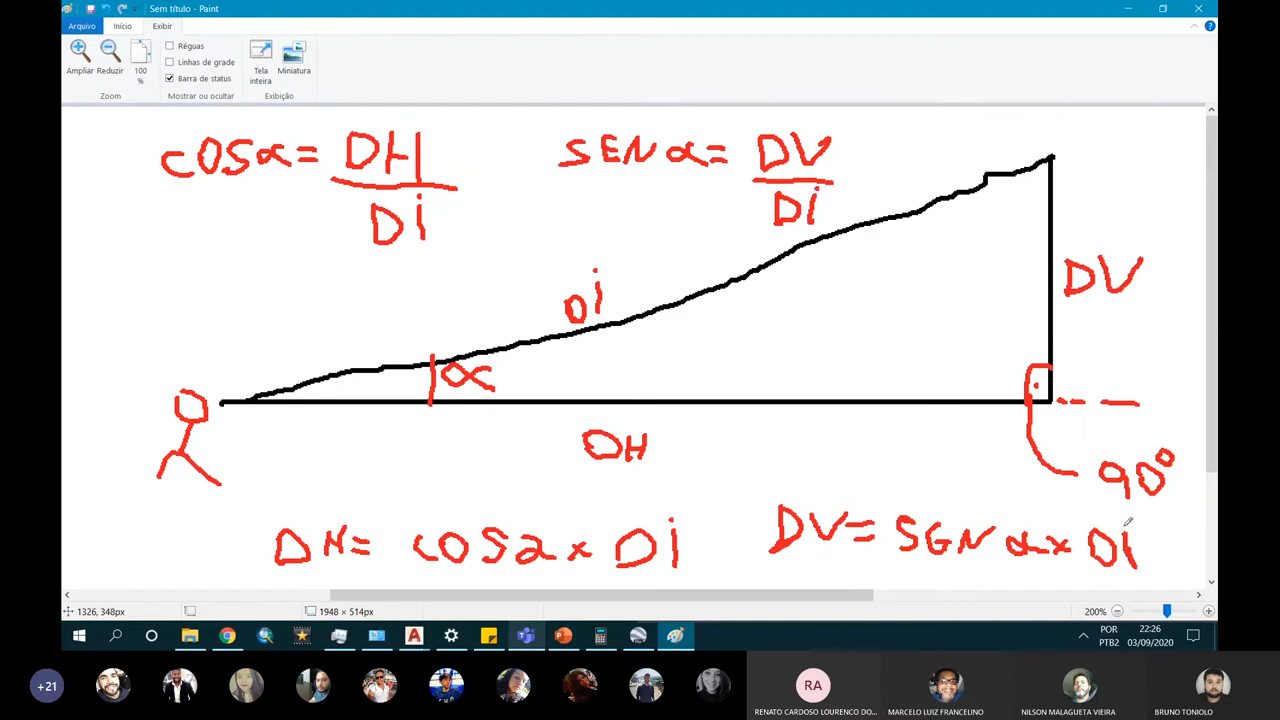 Sem título - Paint
Arquivo Início Exibir
Ampliar Reduzir 100 %
Réguas
Linhas de grade
Barra de status
Tela inteira
Miniatura
Zoom Mostrar ou ocultar Exibição
COSα = DH / Di
SEN α = DV / Di
Di
DV
α
DH
90°
DH = COS α x Di
DV = SEN α x Di
1326, 348px
1948 × 514px
200%
POR
PTB2
22:26
03/09/2020
+21
RA
RENATO CARDOSO LOURENCO DO...
MARCELO LUIZ FRANCELINO
NILSON MALAGUETA VIEIRA
BRUNO TONIOLO